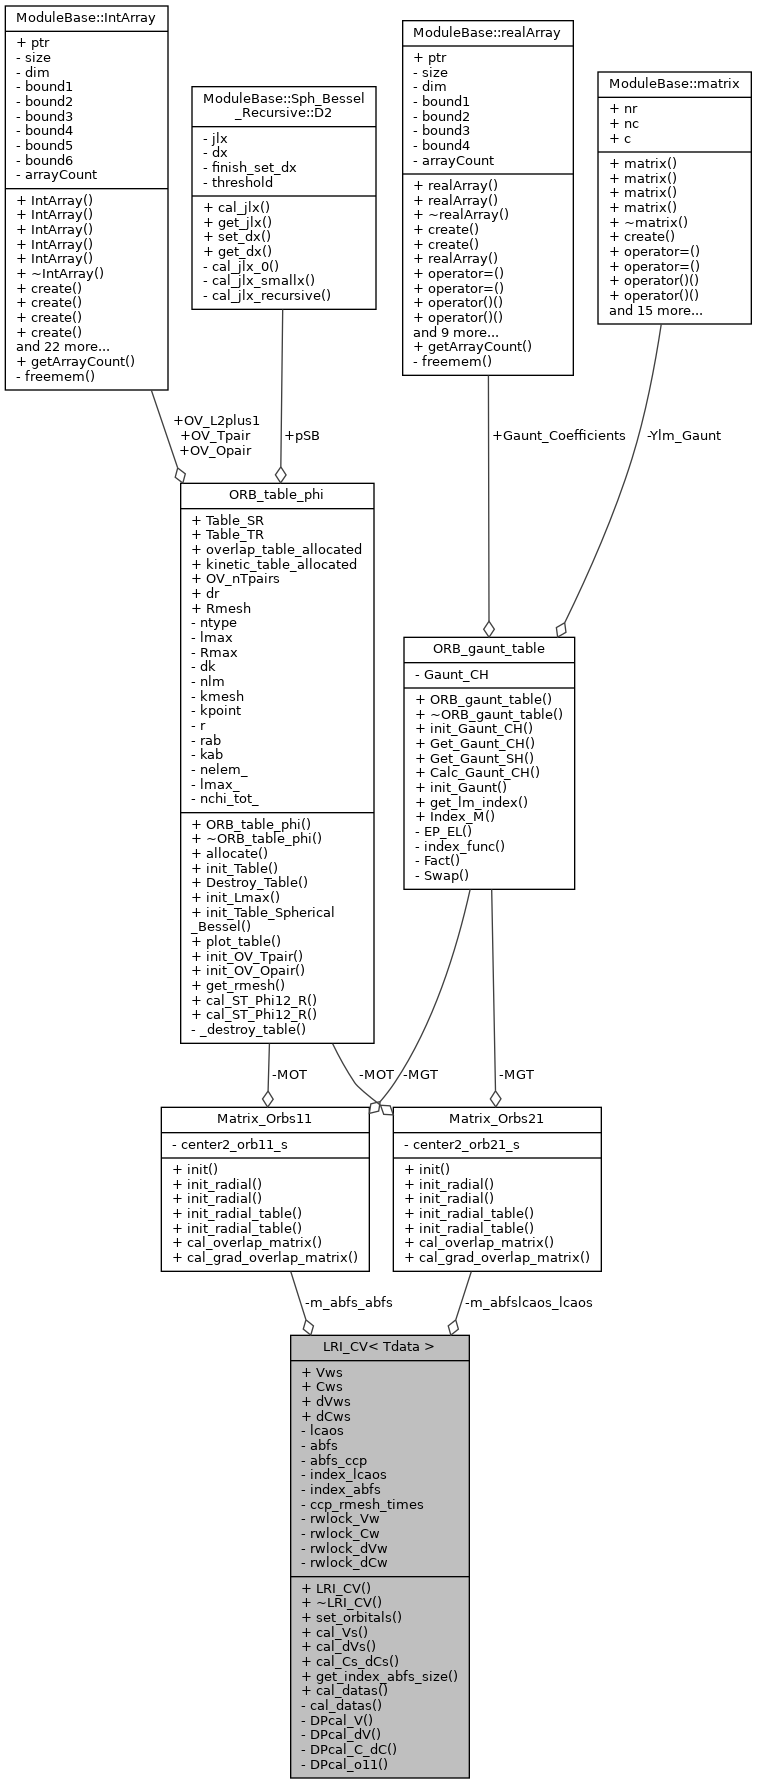 ModuleBase::IntArray
+ ptr
- size
- dim
- bound1
- bound2
- bound3
- bound4
- bound5
- bound6
- arrayCount
+ IntArray()
+ IntArray()
+ IntArray()
+ IntArray()
+ IntArray()
+ ~IntArray()
+ create()
+ create()
+ create()
+ create()
and 22 more...
+ getArrayCount()
- freemem()
ModuleBase::Sph_Bessel
_Recursive::D2
- jlx
- dx
- finish_set_dx
- threshold
+ cal_jlx()
+ get_jlx()
+ set_dx()
+ get_dx()
- cal_jlx_0()
- cal_jlx_smallx()
- cal_jlx_recursive()
ModuleBase::realArray
+ ptr
- size
- dim
- bound1
- bound2
- bound3
- bound4
- arrayCount
+ realArray()
+ realArray()
+ ~realArray()
+ create()
+ create()
+ realArray()
+ operator=()
+ operator=()
+ operator()()
+ operator()()
and 9 more...
+ getArrayCount()
- freemem()
ModuleBase::matrix
+ nr
+ nc
+ c
+ matrix()
+ matrix()
+ matrix()
+ matrix()
+ ~matrix()
+ create()
+ operator=()
+ operator=()
+ operator()()
+ operator()()
and 15 more...
+OV_L2plus1
+OV_Tpair
+OV_Opair
+pSB
+Gaunt_Coefficients
-Ylm_Gaunt
ORB_table_phi
+ Table_SR
+ Table_TR
+ overlap_table_allocated
+ kinetic_table_allocated
+ OV_nTpairs
+ dr
+ Rmesh
- ntype
- lmax
- Rmax
- dk
- nlm
- kmesh
- kpoint
- r
- rab
- kab
- nelem_
- lmax_
- nchi_tot_
+ ORB_table_phi()
+ ~ORB_table_phi()
+ allocate()
+ init_Table()
+ Destroy_Table()
+ init_Lmax()
+ init_Table_Spherical
_Bessel()
+ plot_table()
+ init_OV_Tpair()
+ init_OV_Opair()
+ get_rmesh()
+ cal_ST_Phi12_R()
+ cal_ST_Phi12_R()
- _destroy_table()
ORB_gaunt_table
- Gaunt_CH
+ ORB_gaunt_table()
+ ~ORB_gaunt_table()
+ init_Gaunt_CH()
+ Get_Gaunt_CH()
+ Get_Gaunt_SH()
+ Calc_Gaunt_CH()
+ init_Gaunt()
+ get_lm_index()
+ Index_M()
- EP_EL()
- index_func()
- Fact()
- Swap()
-MOT
-MOT
-MGT
-MGT
Matrix_Orbs11
- center2_orb11_s
+ init()
+ init_radial()
+ init_radial()
+ init_radial_table()
+ init_radial_table()
+ cal_overlap_matrix()
+ cal_grad_overlap_matrix()
Matrix_Orbs21
- center2_orb21_s
+ init()
+ init_radial()
+ init_radial()
+ init_radial_table()
+ init_radial_table()
+ cal_overlap_matrix()
+ cal_grad_overlap_matrix()
-m_abfs_abfs
-m_abfslcaos_lcaos
LRI_CV< Tdata >
+ Vws
+ Cws
+ dVws
+ dCws
- lcaos
- abfs
- abfs_ccp
- index_lcaos
- index_abfs
- ccp_rmesh_times
- rwlock_Vw
- rwlock_Cw
- rwlock_dVw
- rwlock_dCw
+ LRI_CV()
+ ~LRI_CV()
+ set_orbitals()
+ cal_Vs()
+ cal_dVs()
+ cal_Cs_dCs()
+ get_index_abfs_size()
+ cal_datas()
- cal_datas()
- DPcal_V()
- DPcal_dV()
- DPcal_C_dC()
- DPcal_o11()